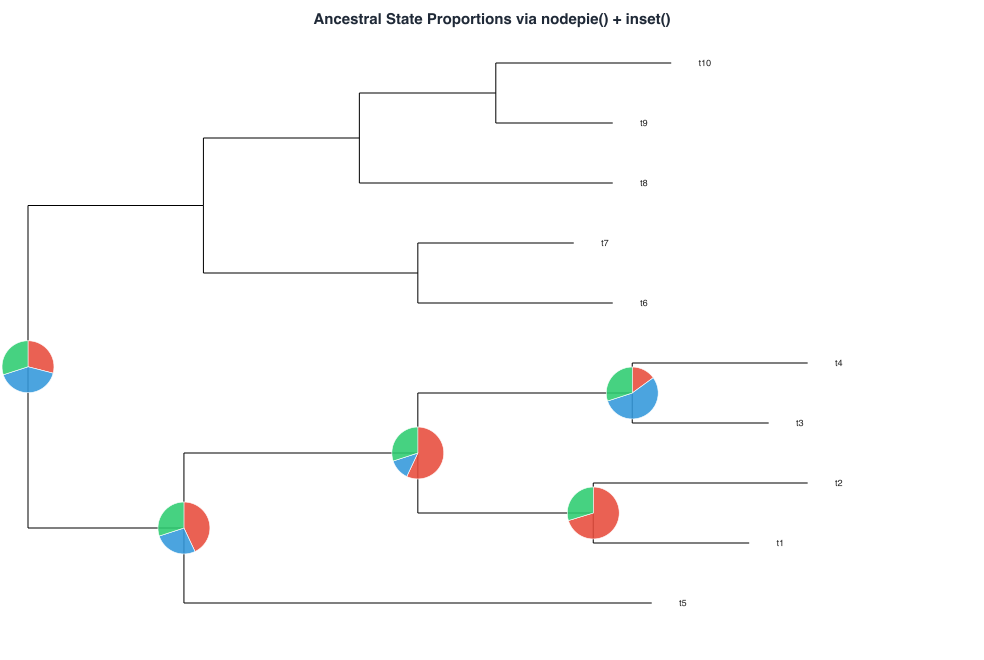 Ancestral State Proportions via nodepie() + inset()
t10
t9
t8
t7
t6
t4
t3
t2
t1
t5